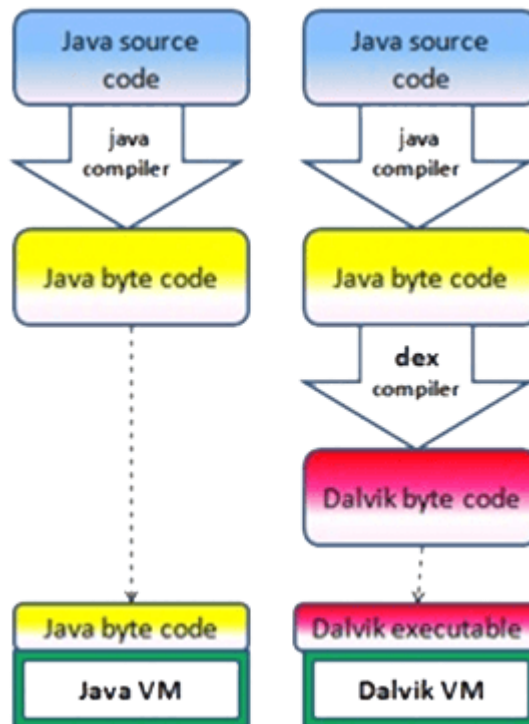 Java source
code
java
compiler
Java byte code
Java byte code
Java VM
Java source
code
java
compiler
Java byte code
dex
compiler
Dalvik byte code
Dalvik executable
Dalvik VM